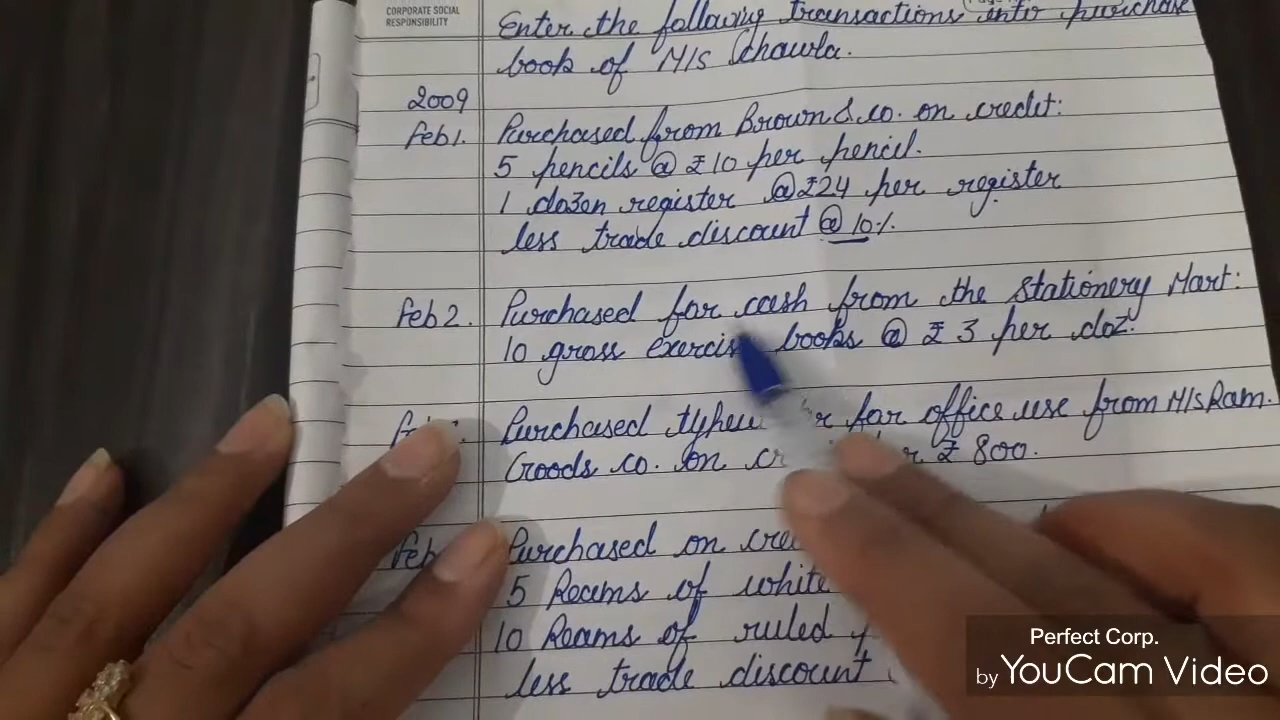 CORPORATE SOCIAL
RESPONSIBILITY
Enter the following transactions into purchase
book of M/S Chawla.
2009
Feb 1. Purchased from Brown & co. on credit:
5 pencils @ ₹10 per pencil.
1 dozen register @ ₹24 per register
less trade discount @ 10%
Feb 2. Purchased for cash from the Stationery Mart:
10 gross exercise books @ ₹ 3 per doz.
Purchased for office use from M/s Ram.
Goods co. on ₹ 800.
Feb Purchased on
5 Reams of white
10 Reams of ruled
less trade discount
Perfect Corp.
by YouCam Video